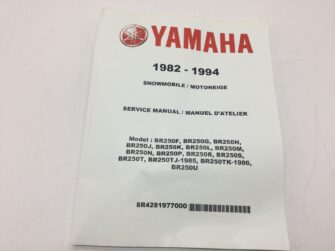 YAMAHA
1982 - 1994
SNOWMOBILE / MOTONEIGE
SERVICE MANUAL / MANUEL D'ATELIER
Model : BR250F, BR250G, BR250H,
BR250J, BR250K, BR250L, BR250M,
BR250N, BR250P, BR250R, BR250S,
BR250T, BR250TJ-1985, BR250TK-1986,
BR250U
8R4281977000